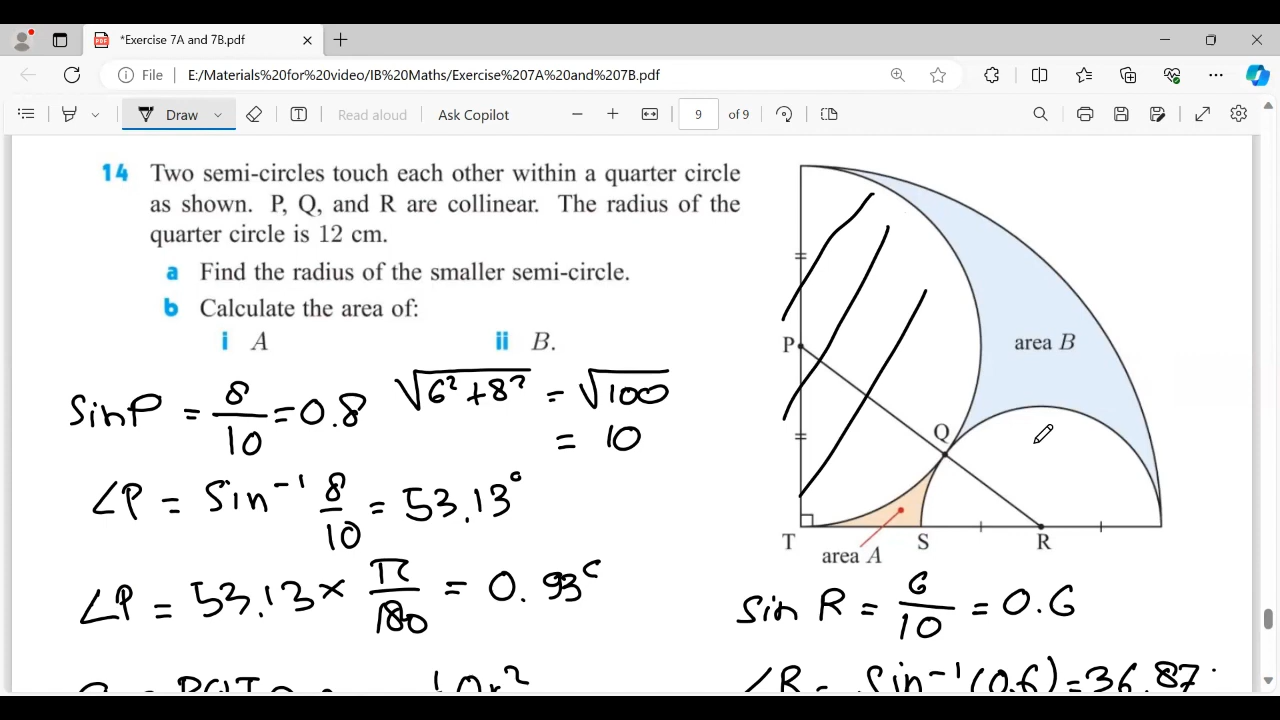 *Exercise 7A and 7B.pdf
File E:/Materials%20for%20video/IB%20Maths/Exercise%207A%20and%207B.pdf
Draw Read aloud Ask Copilot 9 of 9
14 Two semi-circles touch each other within a quarter circle
as shown. P, Q, and R are collinear. The radius of the
quarter circle is 12 cm.
a Find the radius of the smaller semi-circle.
b Calculate the area of:
i A ii B.
area B
P
Q
T
S
R
area A
SinP = 8/10 = 0.8 √6²+8² = √100
= 10
∠P = Sin⁻¹ 8/10 = 53.13°
∠P = 53.13 × π/180 = 0.93ᶜ
Sin R = 6/10 = 0.6
∠R = Sin⁻¹(0.6) = 36.87